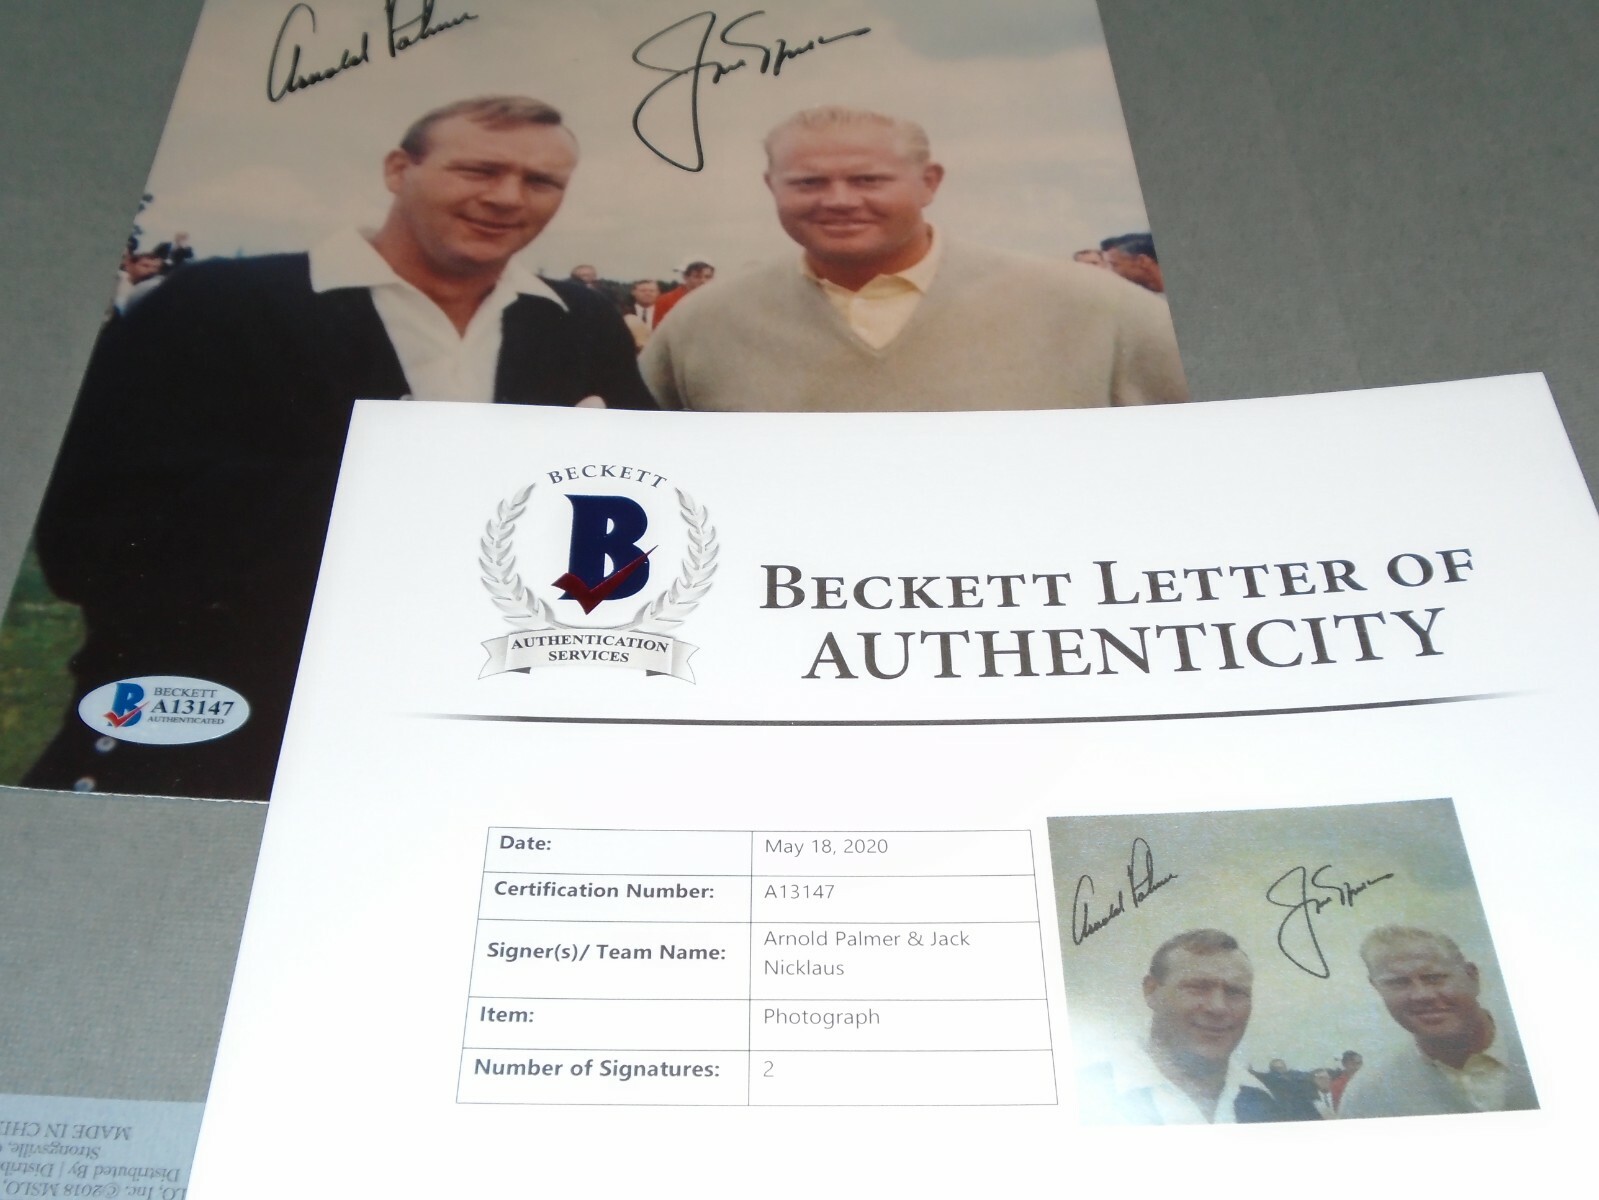 Arnold Palmer
BECKETT
A13147
AUTHENTICATED
BECKETT
B
AUTHENTICATION
SERVICES
BECKETT LETTER OF
AUTHENTICITY
Date: May 18, 2020
Certification Number: A13147
Signer(s)/ Team Name: Arnold Palmer & Jack
Nicklaus
Item: Photograph
Number of Signatures: 2
Arnold Palmer
MADE IN
Strongsville,
Distributed By | 
©2018 MSLO,